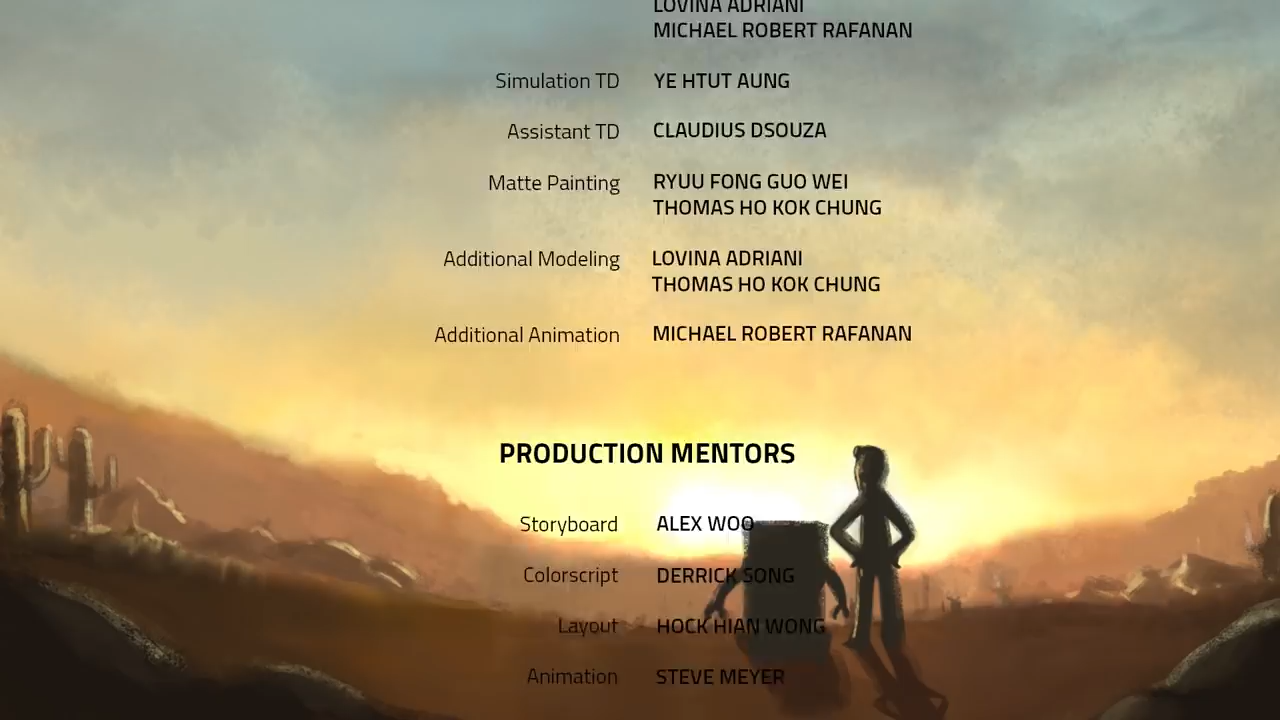 LOVINA ADRIANI
MICHAEL ROBERT RAFANAN
Simulation TD YE HTUT AUNG
Assistant TD CLAUDIUS DSOUZA
Matte Painting RYUU FONG GUO WEI
THOMAS HO KOK CHUNG
Additional Modeling LOVINA ADRIANI
THOMAS HO KOK CHUNG
Additional Animation MICHAEL ROBERT RAFANAN
PRODUCTION MENTORS
Storyboard ALEX WOO
Colorscript DERRICK SONG
Layout HOCK HIAN WONG
Animation STEVE MEYER